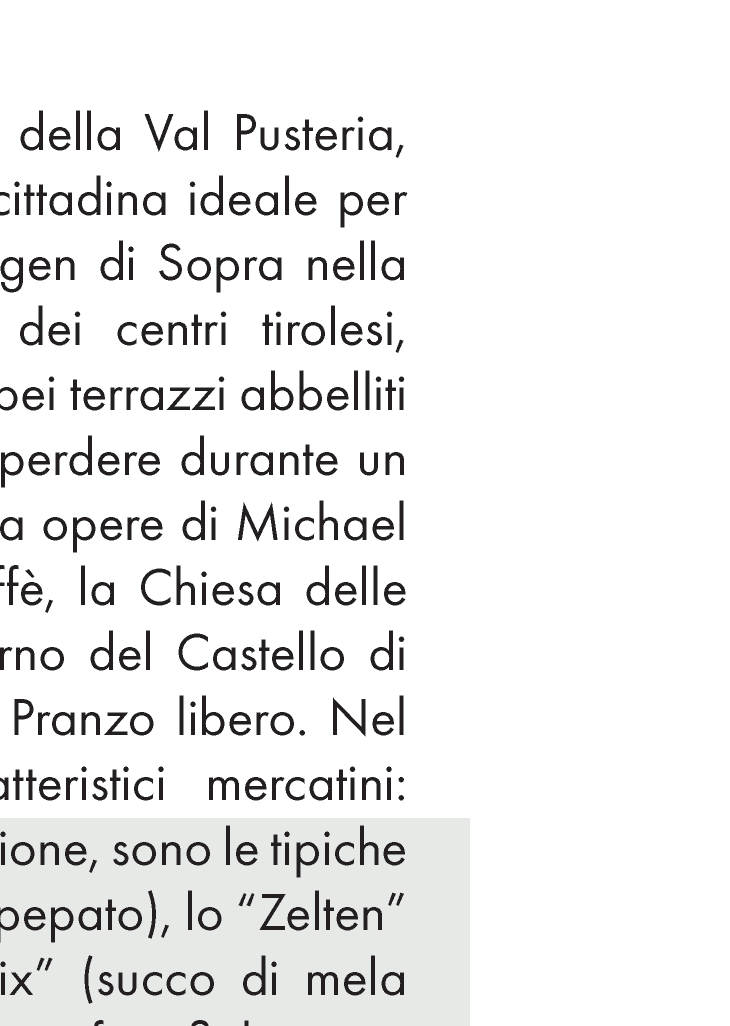 della Val Pusteria,
cittadina ideale per
gen di Sopra nella
dei centri tirolesi,
bei terrazzi abbelliti
perdere durante un
a opere di Michael
ffè, la Chiesa delle
rno del Castello di
Pranzo libero. Nel
atteristici mercatini:
ione, sono le tipiche
pepato), lo “Zelten”
ix” (succo di mela